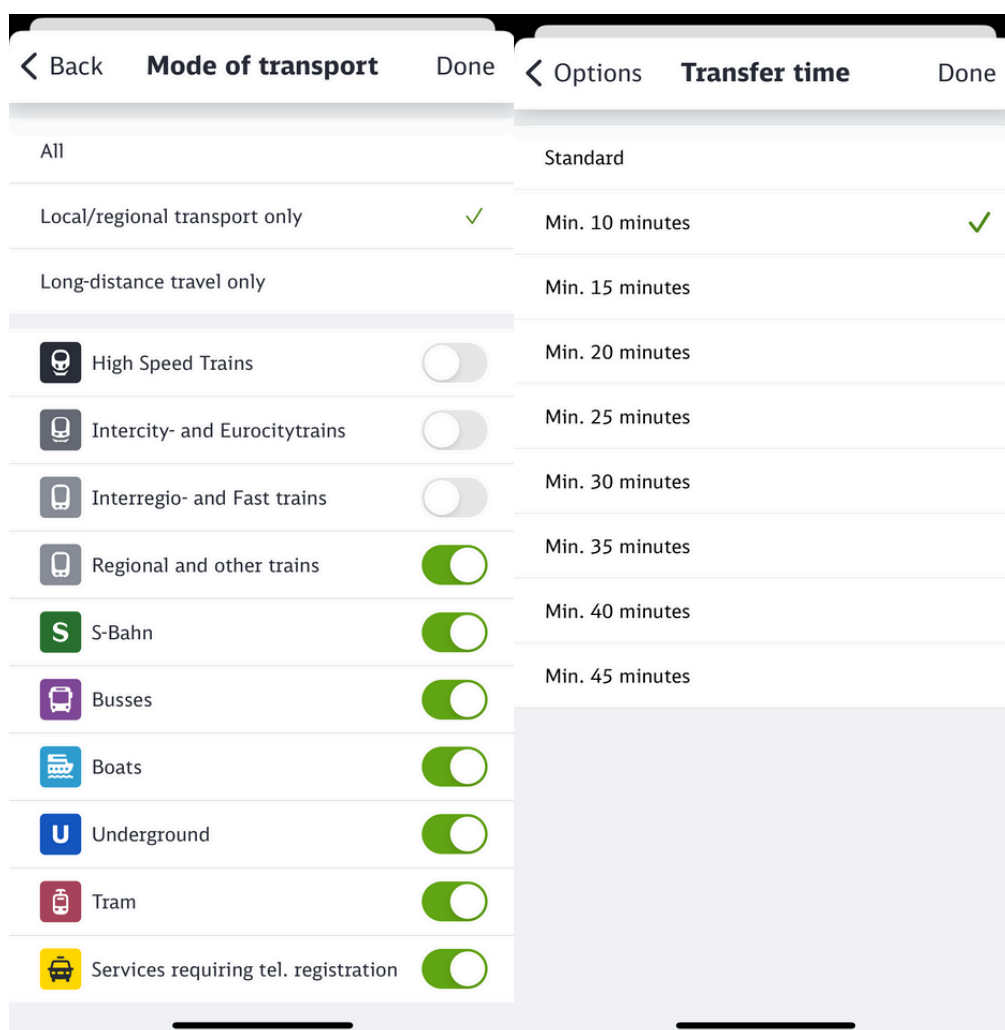 Back
Mode of transport
Done
All
Local/regional transport only
Long-distance travel only
High Speed Trains
Intercity- and Eurocitytrains
Interregio- and Fast trains
Regional and other trains
S
S-Bahn
Busses
Boats
U
Underground
Tram
Services requiring tel. registration
Options
Transfer time
Done
Standard
Min. 10 minutes
Min. 15 minutes
Min. 20 minutes
Min. 25 minutes
Min. 30 minutes
Min. 35 minutes
Min. 40 minutes
Min. 45 minutes